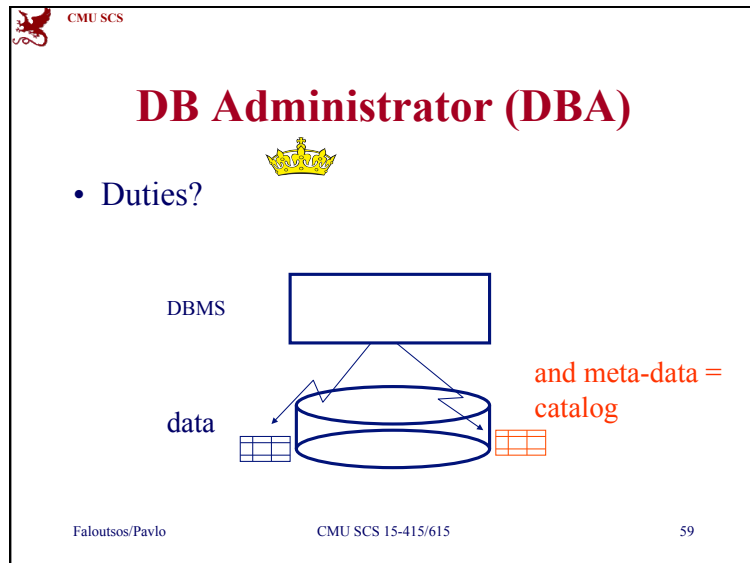 CMU SCS
DB Administrator (DBA)
• Duties?
DBMS
and meta-data =
catalog
data
Faloutsos/Pavlo
CMU SCS 15-415/615
59